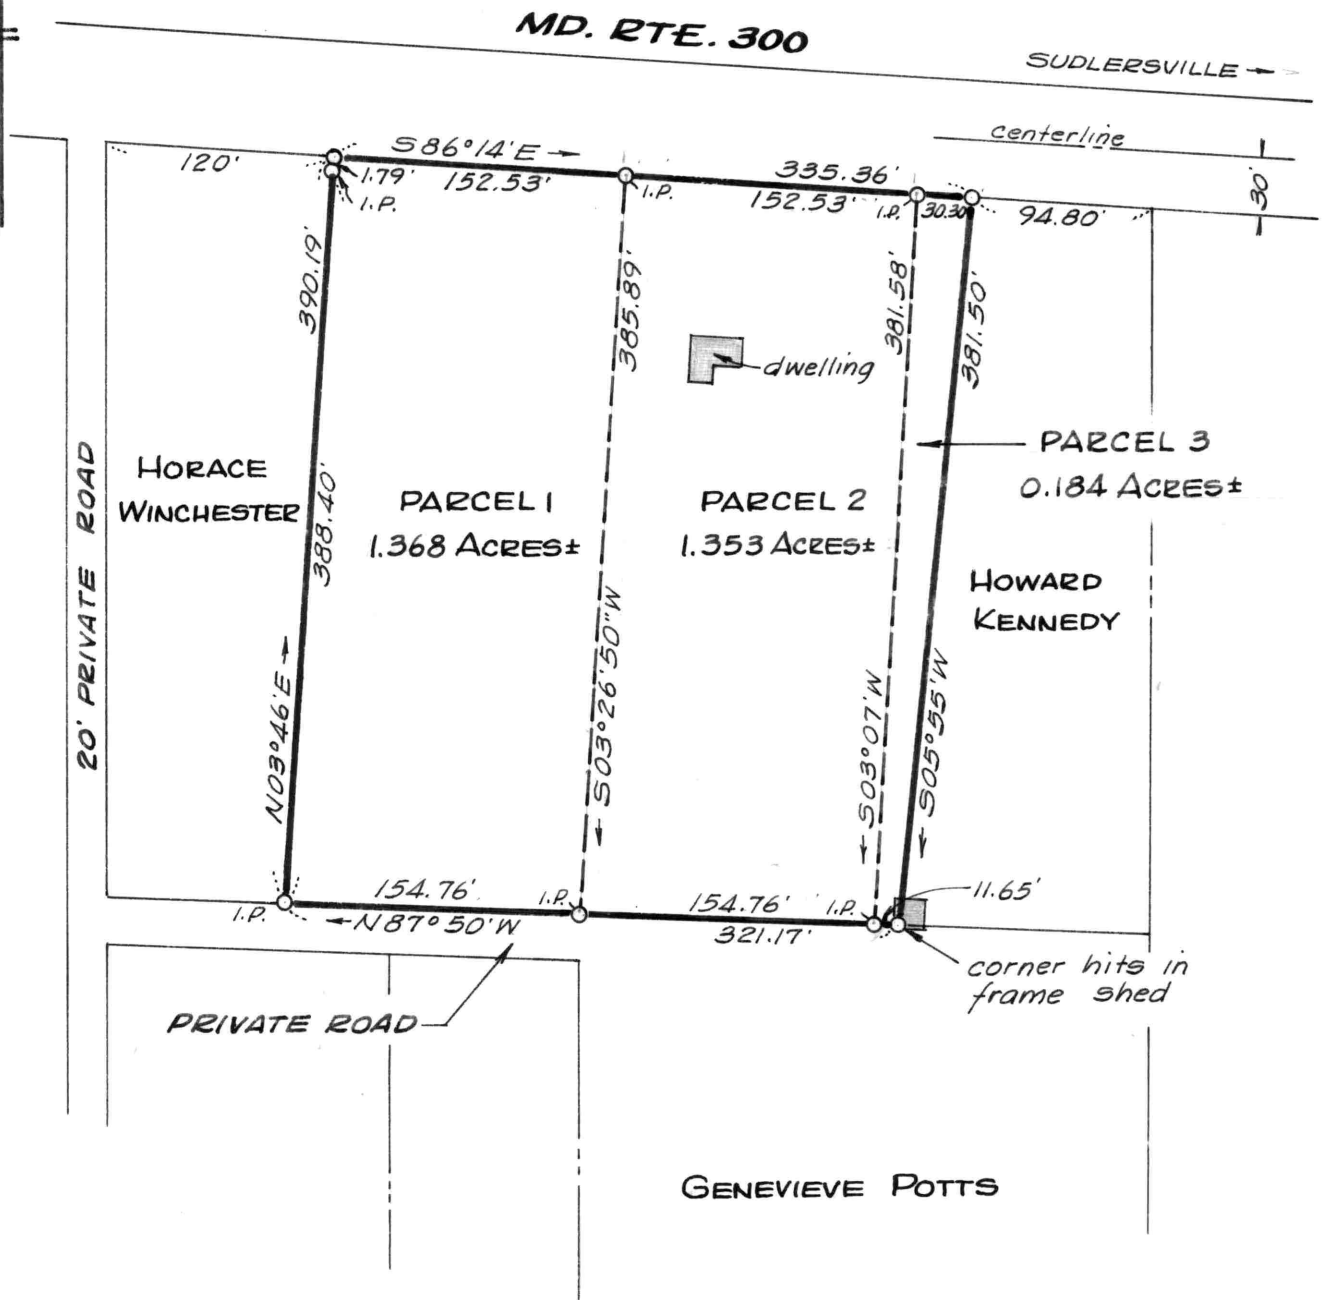 MD. RTE. 300
SUDLERSVILLE
centerline
30'
120'
S86°14'E
1.79'
152.53'
I.P.
I.P.
335.36'
152.53'
I.P.
30.30
94.80'
390.19'
385.89'
381.58'
381.50'
dwelling
PARCEL 3
0.184 ACRES±
HORACE
WINCHESTER
388.40'
PARCEL 1
1.368 ACRES±
PARCEL 2
1.353 ACRES±
HOWARD
KENNEDY
20' PRIVATE ROAD
N03°46'E
S03°26'50"W
S03°07'W
S05°55'W
154.76'
I.P.
I.P.
N87°50'W
154.76'
I.P.
321.17'
11.65'
corner hits in
frame shed
PRIVATE ROAD
GENEVIEVE POTTS